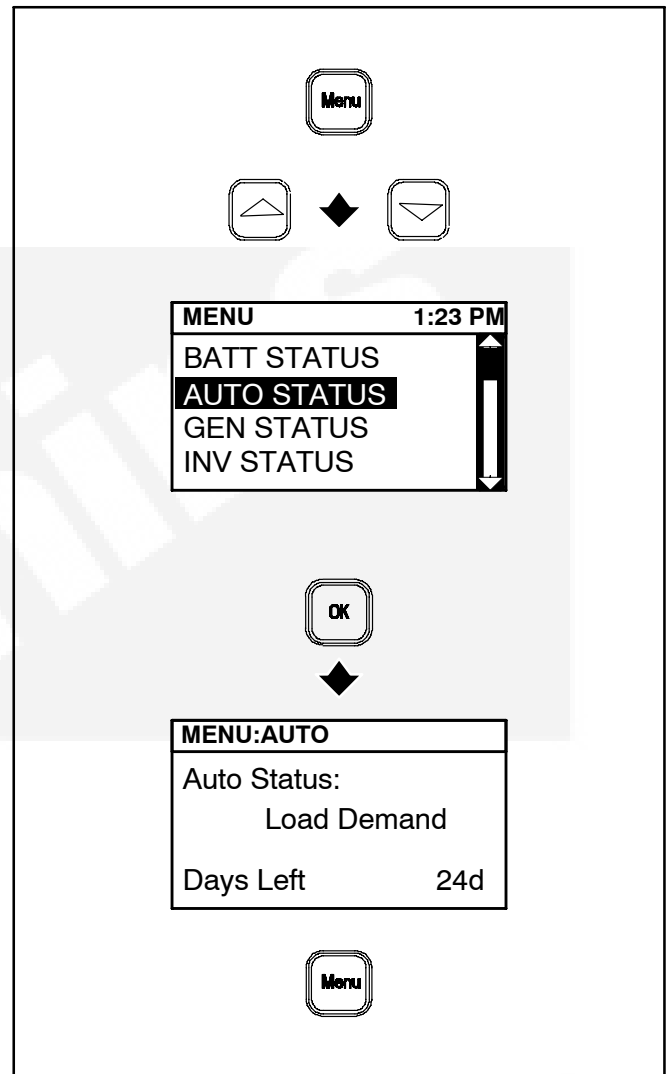 Menu
MENU 1:23 PM
BATT STATUS
AUTO STATUS
GEN STATUS
INV STATUS
OK
MENU:AUTO
Auto Status:
Load Demand
Days Left 24d
Menu